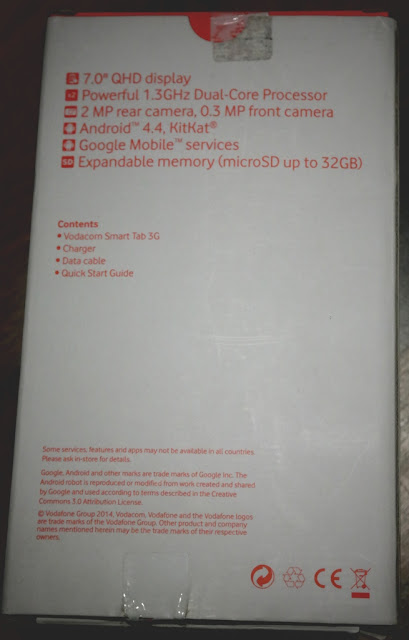 7.0" QHD display
x2 Powerful 1.3GHz Dual-Core Processor
2 MP rear camera, 0.3 MP front camera
Android™ 4.4, KitKat®
Google Mobile™ services
SD Expandable memory (microSD up to 32GB)
Contents
• Vodacom Smart Tab 3G
• Charger
• Data cable
• Quick Start Guide
Some services, features and apps may not be available in all countries.
Please ask in-store for details.
Google, Android and other marks are trade marks of Google Inc. The
Android robot is reproduced or modified from work created and shared
by Google and used according to terms described in the Creative
Commons 3.0 Attribution License.
© Vodafone Group 2014. Vodacom, Vodafone and the Vodafone logos
are trade marks of the Vodafone Group. Other product and company
names mentioned herein may be the trade marks of their respective
owners.
CE